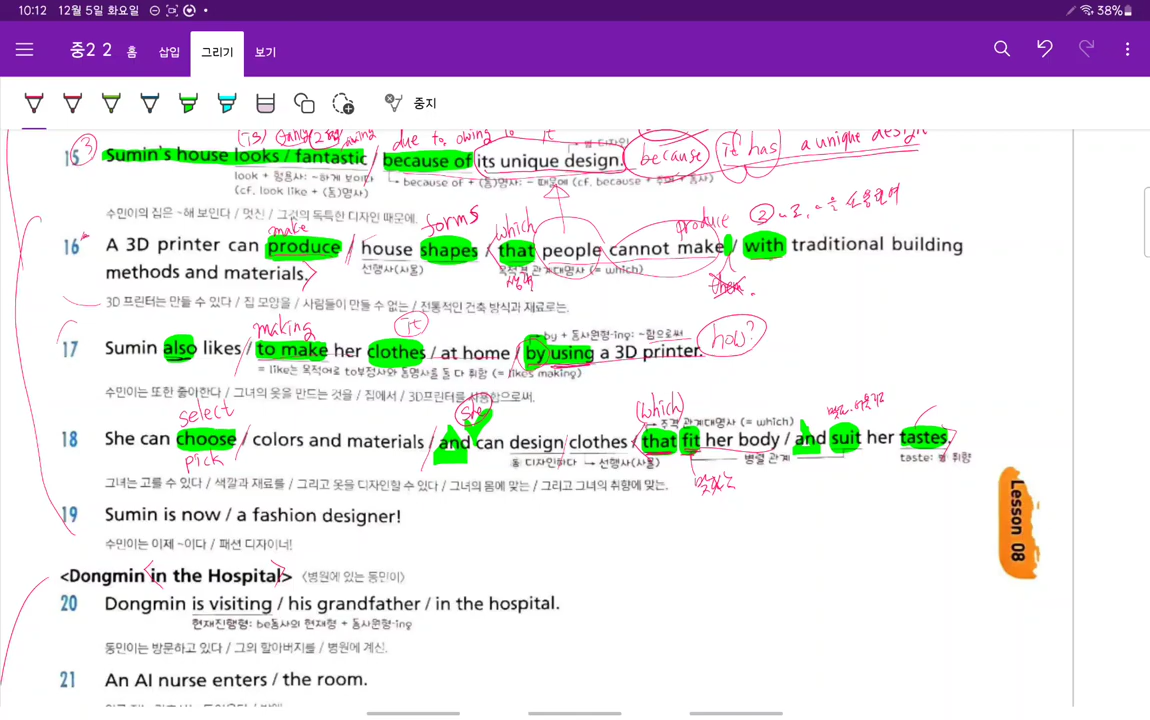 10:12 12월 5일 화요일 38%
중2 2 홈 삽입 그리기 보기
중지
due to, owing to it
15 ③ Sumin's house looks / fantastic / because of its unique design. because it has a unique design
look + 형용사: ~하게 보이다 because of + (동)명사: ~ 때문에 (cf. because + 주어 + 동사)
(cf. look like + (동)명사)
수민이의 집은 ~해 보인다 / 멋진 / 그것의 독특한 디자인 때문에.
make forms which produce ②
16 A 3D printer can produce / house shapes / that people cannot make / with traditional building
선행사(사물) 목적격 관계대명사 (= which)
methods and materials. them.
3D 프린터는 만들 수 있다 / 집 모양을 / 사람들이 만들 수 없는 / 전통적인 건축 방식과 재료로는.
making it by + 동사원형-ing: ~함으로써 how?
17 Sumin also likes / to make her clothes / at home / by using a 3D printer.
= like는 목적어로 to부정사와 동명사를 둘 다 취함 (= likes making)
수민이는 또한 좋아한다 / 그녀의 옷을 만드는 것을 / 집에서 / 3D프린터를 사용함으로써.
select she (which)
주격 관계대명사 (= which)
18 She can choose / colors and materials / and can design clothes / that fit her body / and suit her tastes.
pick 동 디자인하다 선행사(사물) 병렬 관계 taste: 명 취향
맞는
그녀는 고를 수 있다 / 색깔과 재료를 / 그리고 옷을 디자인할 수 있다 / 그녀의 몸에 맞는 / 그리고 그녀의 취향에 맞는.
19 Sumin is now / a fashion designer!
수민이는 이제 ~이다 / 패션 디자이너!
Lesson 08
<Dongmin in the Hospital> 〈병원에 있는 동민이〉
20 Dongmin is visiting / his grandfather / in the hospital.
현재진행형: be동사의 현재형 + 동사원형-ing
동민이는 방문하고 있다 / 그의 할아버지를 / 병원에 계신.
21 An AI nurse enters / the room.